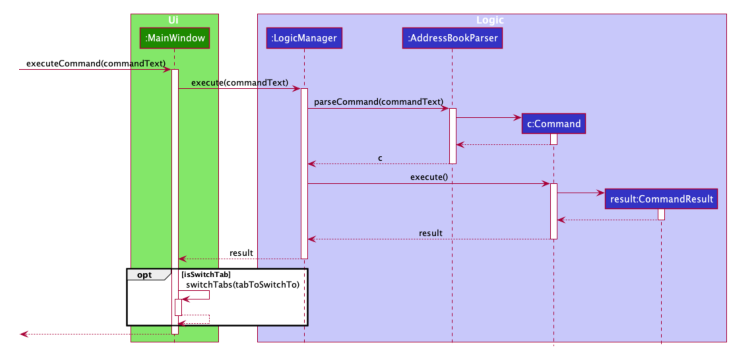 Ui
Logic
:MainWindow
:LogicManager
:AddressBookParser
executeCommand(commandText)
execute(commandText)
parseCommand(commandText)
c:Command
c
execute()
result:CommandResult
result
result
opt
[isSwitchTab]
switchTabs(tabToSwitchTo)